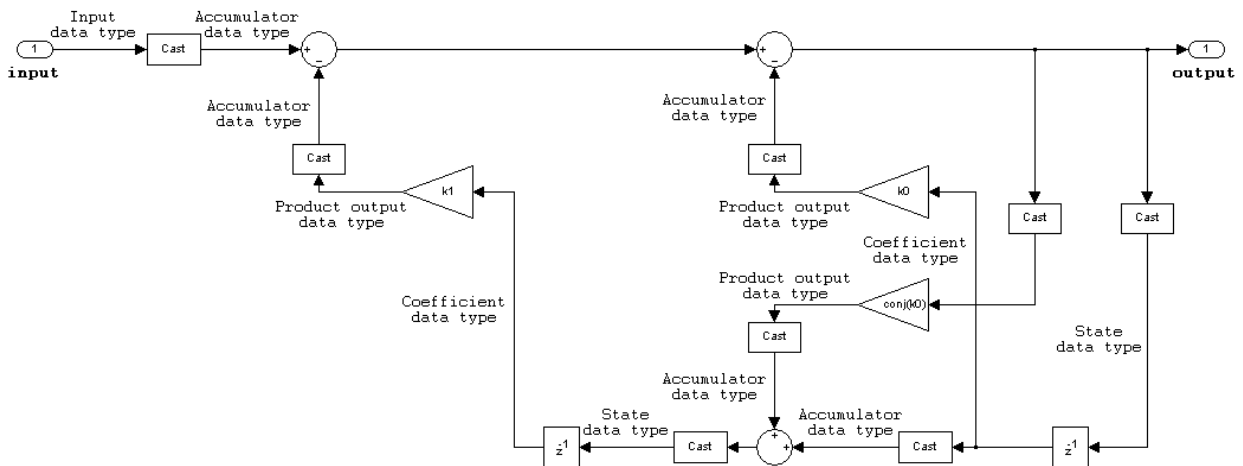 Input
data type
Accumulator
data type
1
Cast
+
−
+
−
1
input
output
Accumulator
data type
Accumulator
data type
Cast
Cast
k1
k0
Product output
data type
Product output
data type
Cast
Cast
Coefficient
data type
Product output
data type
Coefficient
data type
conj(k0)
Cast
State
data type
Accumulator
data type
State
data type
Accumulator
data type
+
+
z-1
Cast
Cast
z-1